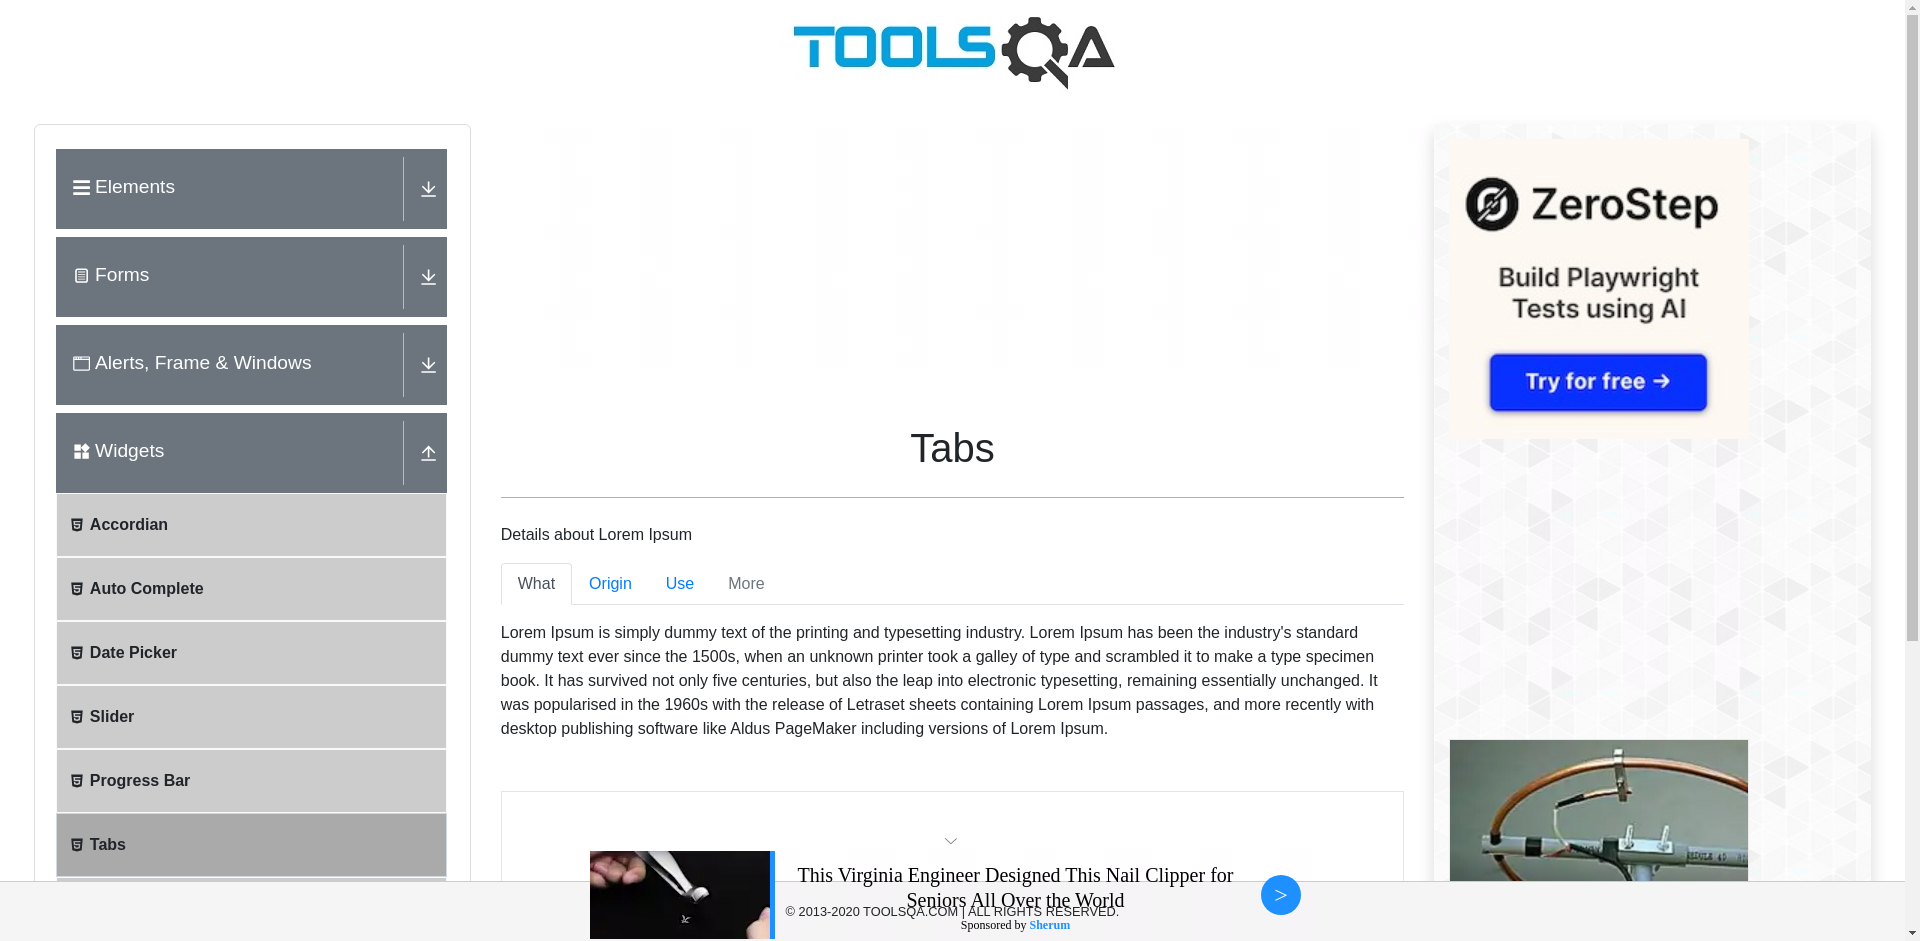 TOOLSQA
Elements
Forms
Alerts, Frame & Windows
Widgets
Accordian
Auto Complete
Date Picker
Slider
Progress Bar
Tabs
Tabs
Details about Lorem Ipsum
What
Origin
Use
More
Lorem Ipsum is simply dummy text of the printing and typesetting industry. Lorem Ipsum has been the industry's standard
dummy text ever since the 1500s, when an unknown printer took a galley of type and scrambled it to make a type specimen
book. It has survived not only five centuries, but also the leap into electronic typesetting, remaining essentially unchanged. It
was popularised in the 1960s with the release of Letraset sheets containing Lorem Ipsum passages, and more recently with
desktop publishing software like Aldus PageMaker including versions of Lorem Ipsum.
ZeroStep
Build Playwright
Tests using AI
Try for free →
This Virginia Engineer Designed This Nail Clipper for
Seniors All Over the World
Sponsored by Sherum
>
© 2013-2020 TOOLSQA.COM | ALL RIGHTS RESERVED.